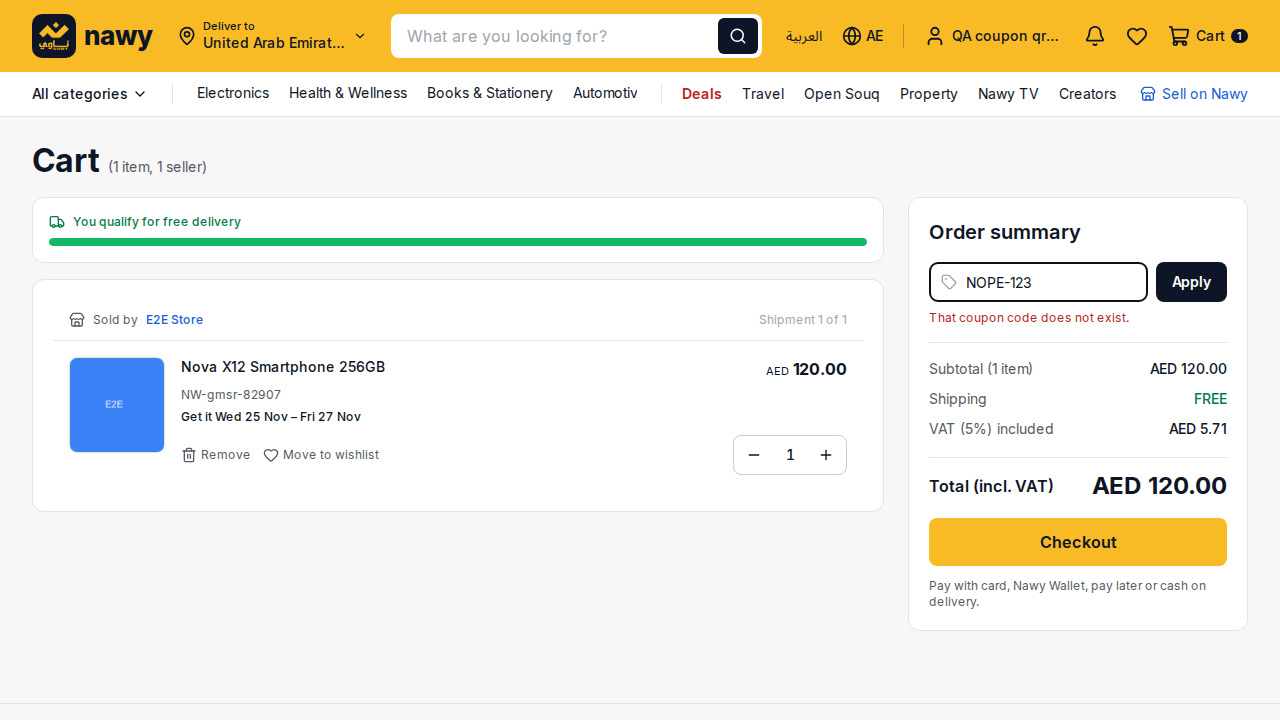 ناوي
NAWY
nawy
Deliver to
United Arab Emirat...
What are you looking for?
العربية
AE
QA coupon qr...
Cart 1
All categories
Electronics
Health & Wellness
Books & Stationery
Automotiv
Deals
Travel
Open Souq
Property
Nawy TV
Creators
Sell on Nawy
Cart (1 item, 1 seller)
You qualify for free delivery
Sold by E2E Store
Shipment 1 of 1
E2E
Nova X12 Smartphone 256GB
AED 120.00
NW-gmsr-82907
Get it Wed 25 Nov – Fri 27 Nov
Remove
Move to wishlist
1
Order summary
NOPE-123
Apply
That coupon code does not exist.
Subtotal (1 item) AED 120.00
Shipping FREE
VAT (5%) included AED 5.71
Total (incl. VAT) AED 120.00
Checkout
Pay with card, Nawy Wallet, pay later or cash on
delivery.